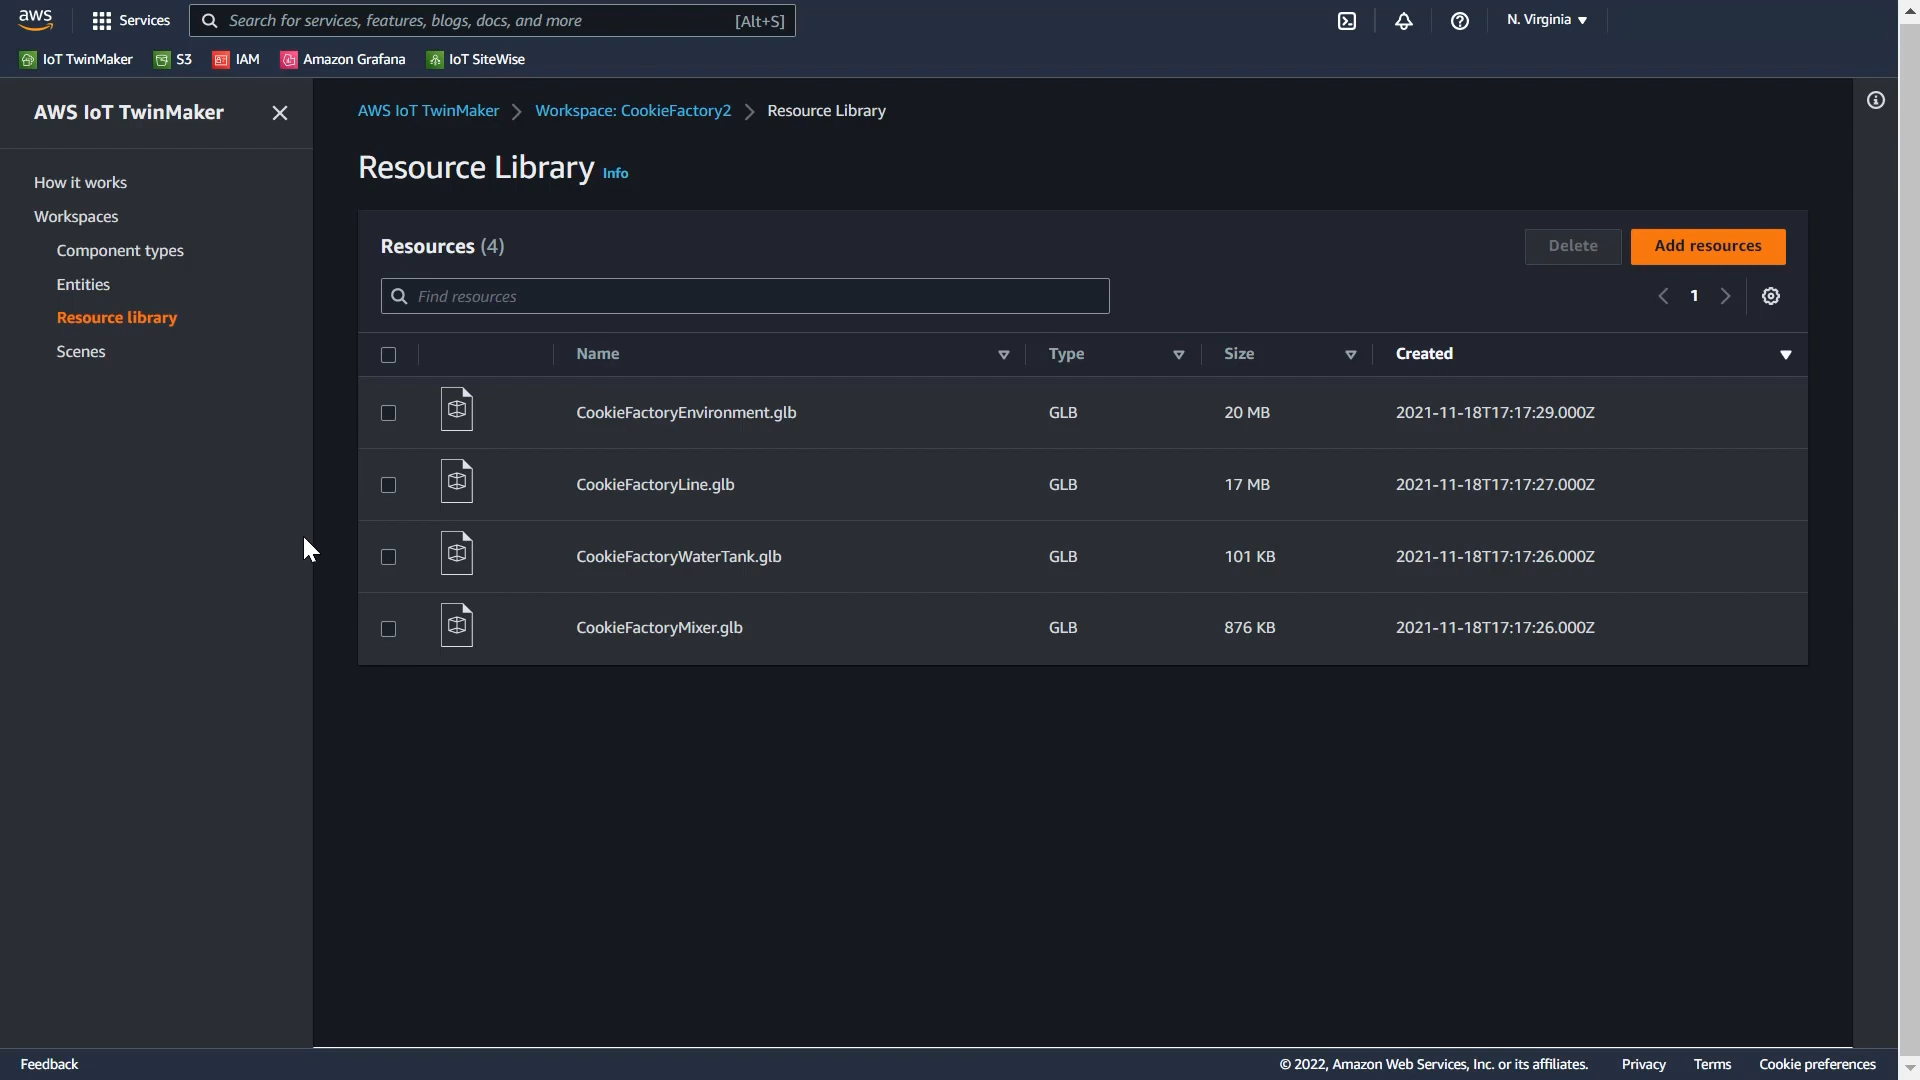 aws Services Search for services, features, blogs, docs, and more [Alt+S] N. Virginia
IoT TwinMaker S3 IAM Amazon Grafana IoT SiteWise
AWS IoT TwinMaker
How it works
Workspaces
Component types
Entities
Resource library
Scenes
AWS IoT TwinMaker Workspace: CookieFactory2 Resource Library
Resource Library Info
Resources (4) Delete Add resources
Find resources 1
Name Type Size Created
CookieFactoryEnvironment.glb GLB 20 MB 2021-11-18T17:17:29.000Z
CookieFactoryLine.glb GLB 17 MB 2021-11-18T17:17:27.000Z
CookieFactoryWaterTank.glb GLB 101 KB 2021-11-18T17:17:26.000Z
CookieFactoryMixer.glb GLB 876 KB 2021-11-18T17:17:26.000Z
Feedback © 2022, Amazon Web Services, Inc. or its affiliates. Privacy Terms Cookie preferences